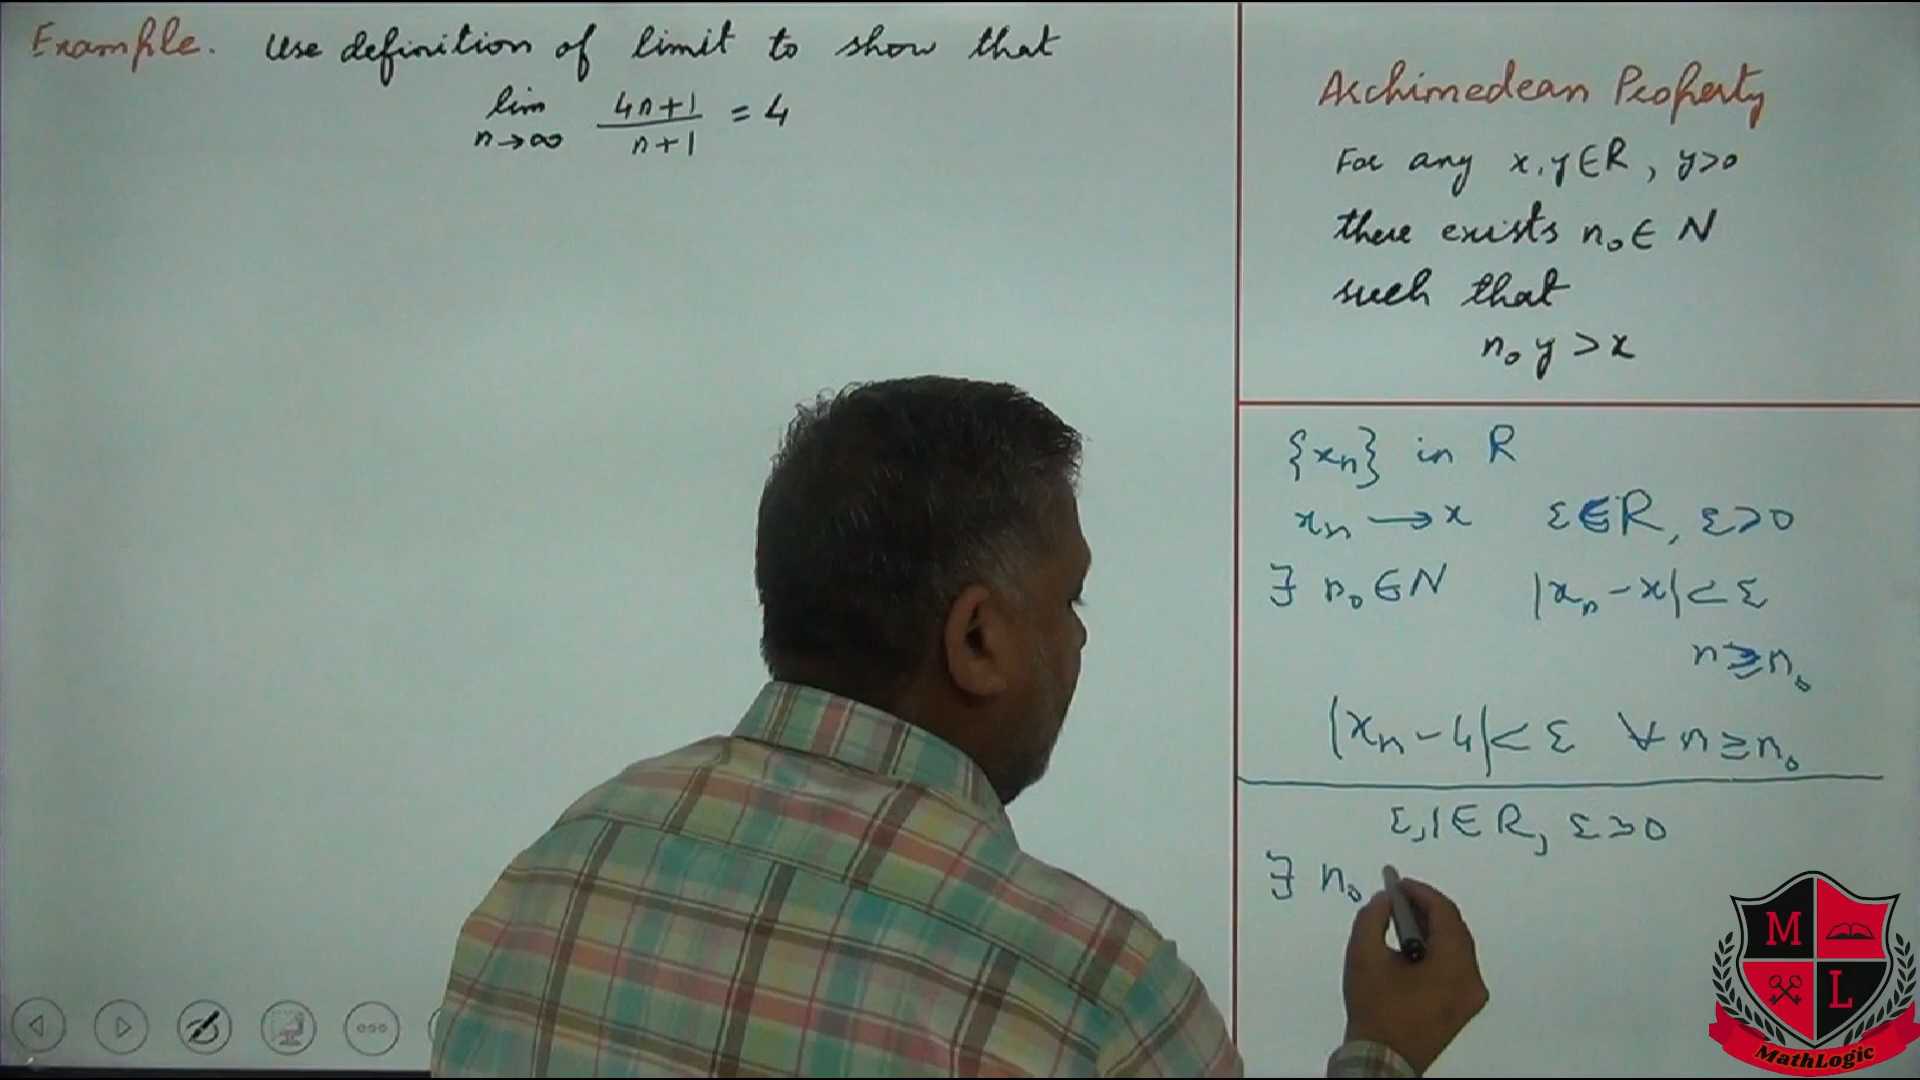 Example. Use definition of limit to show that
lim n→∞ (4n+1)/(n+1) = 4
Archimedean Property
For any x, y ∈ R, y>0
there exists n₀ ∈ N
such that
n₀ y > x
{xₙ} in R
xₙ → x ε ∈ R, ε>0
∃ n₀ ∈ N |xₙ - x| < ε
n ≥ n₀
|xₙ - 4| < ε ∀ n ≥ n₀
ε, 1 ∈ R, ε > 0
∃ n₀
M
L
MathLogic